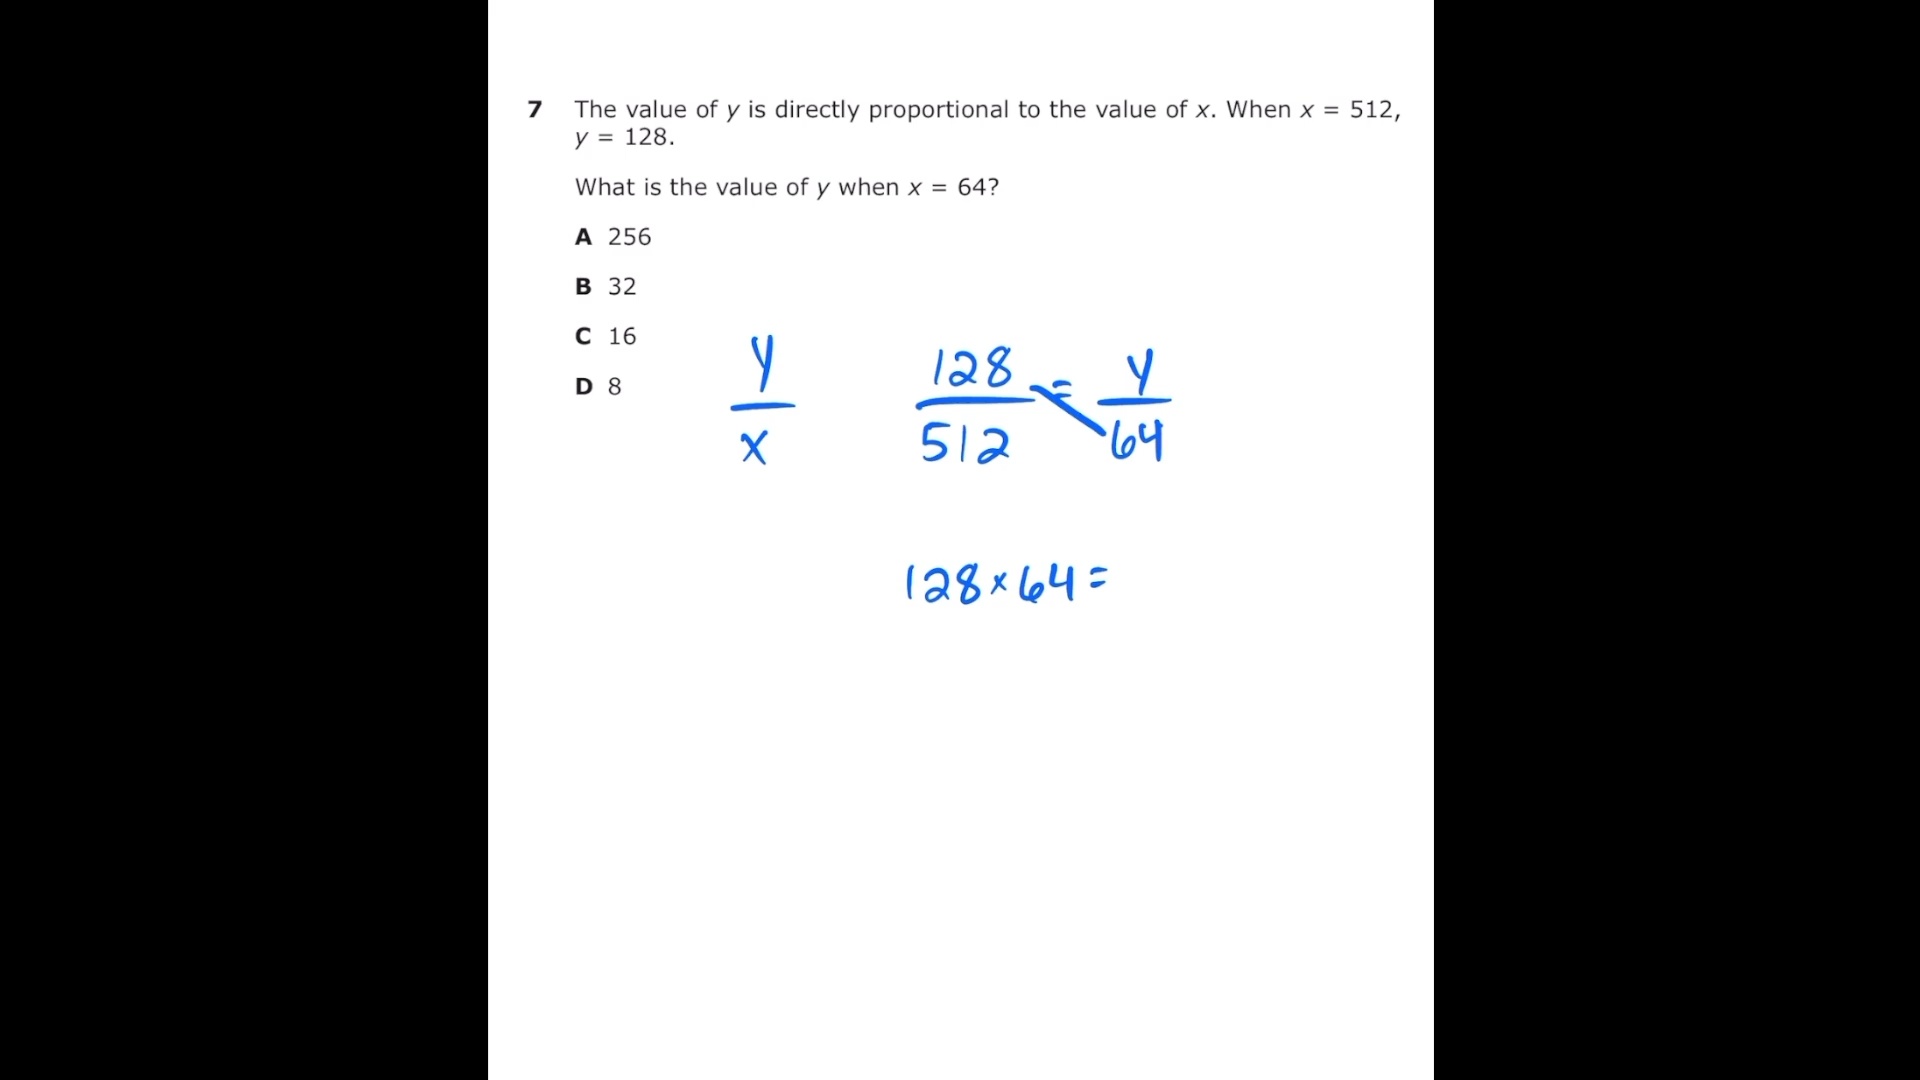 7 The value of y is directly proportional to the value of x. When x = 512,
y = 128.
What is the value of y when x = 64?
A 256
B 32
C 16
D 8
y/x 128/512 = y/64
128 × 64 =